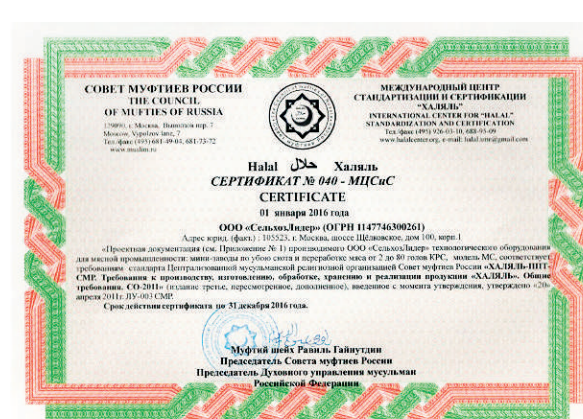 СОВЕТ МУФТИЕВ РОССИИ
THE COUNCIL
OF MUFTIES OF RUSSIA
129090, г. Москва, Выползов пер. 7
Moscow, Vypolzov lane, 7
Тел./факс (495) 681-49-04, 681-73-72
www.muslim.ru
МЕЖДУНАРОДНЫЙ ЦЕНТР
СТАНДАРТИЗАЦИИ И СЕРТИФИКАЦИИ
“ХАЛЯЛЬ”
INTERNATIONAL CENTER FOR “HALAL”
STANDARDIZATION AND CERTIFICATION
Тел./факс (495) 926-03-10, 688-95-09
www.halalcenter.org, e-mail:
Halal حلال Халяль
СЕРТИФИКАТ № 040 - МЦСиС
CERTIFICATE
01 января 2016 года
ООО «СельхозЛидер» (ОГРН 1147746300261)
Адрес юрид. (факт.) : 105523, г. Москва, шоссе Щёлковское, дом 100, корп.1
«Проектная документация (см. Приложение № 1) производимого ООО «СельхозЛидер» технологического оборудования
для мясной промышленности: мини-заводы по убою скота и переработке мяса от 2 до 80 голов КРС, модель МС, соответствует
требованиям стандарта Централизованной мусульманской религиозной организацией Совет муфтиев России «ХАЛЯЛЬ-ППТ-
СМР. Требования к производству, изготовлению, обработке, хранению и реализации продукции «ХАЛЯЛЬ». Общие
требования. СО-2011» (издание третье, пересмотренное, дополненное), введенное с момента утверждения, утверждено «20»
апреля 2011г. ЛУ-003 СМР.
Срок действия сертификата по 31 декабря 2016 года.
Муфтий шейх Равиль Гайнутдин
Председатель Совета муфтиев России
Председатель Духовного управления мусульман
Российской Федерации